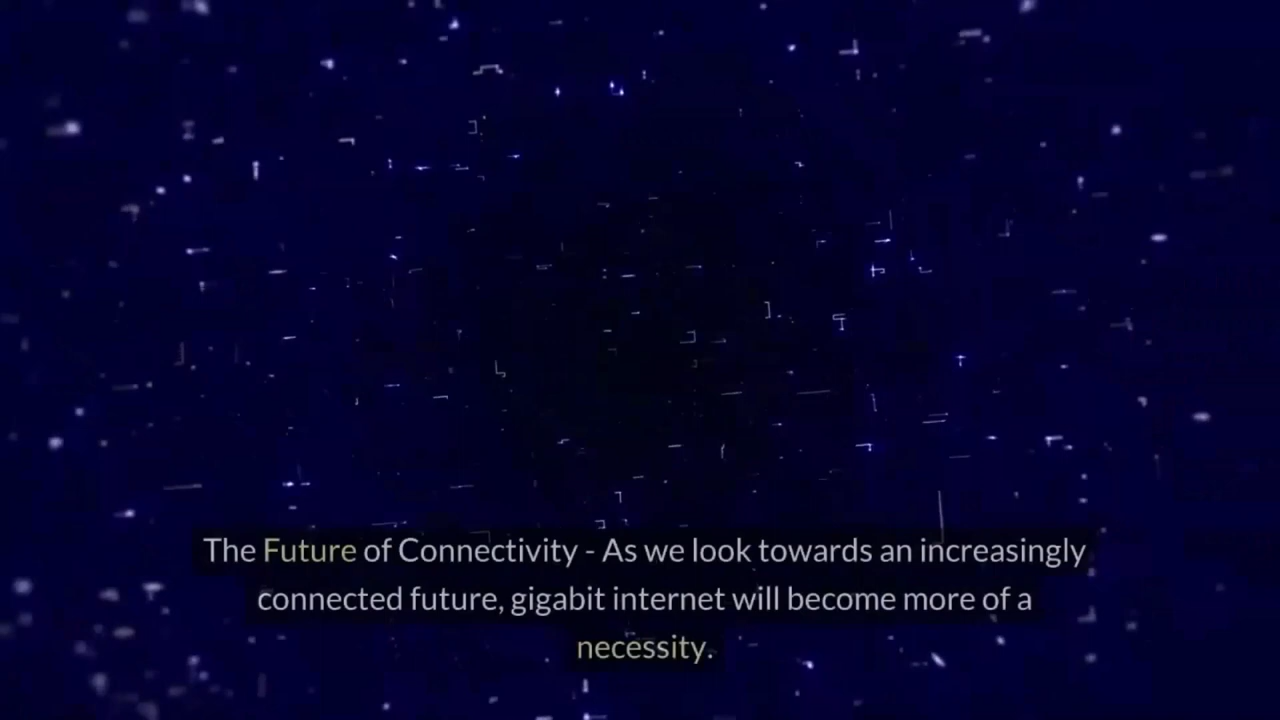 The Future of Connectivity - As we look towards an increasingly
connected future, gigabit internet will become more of a
necessity.